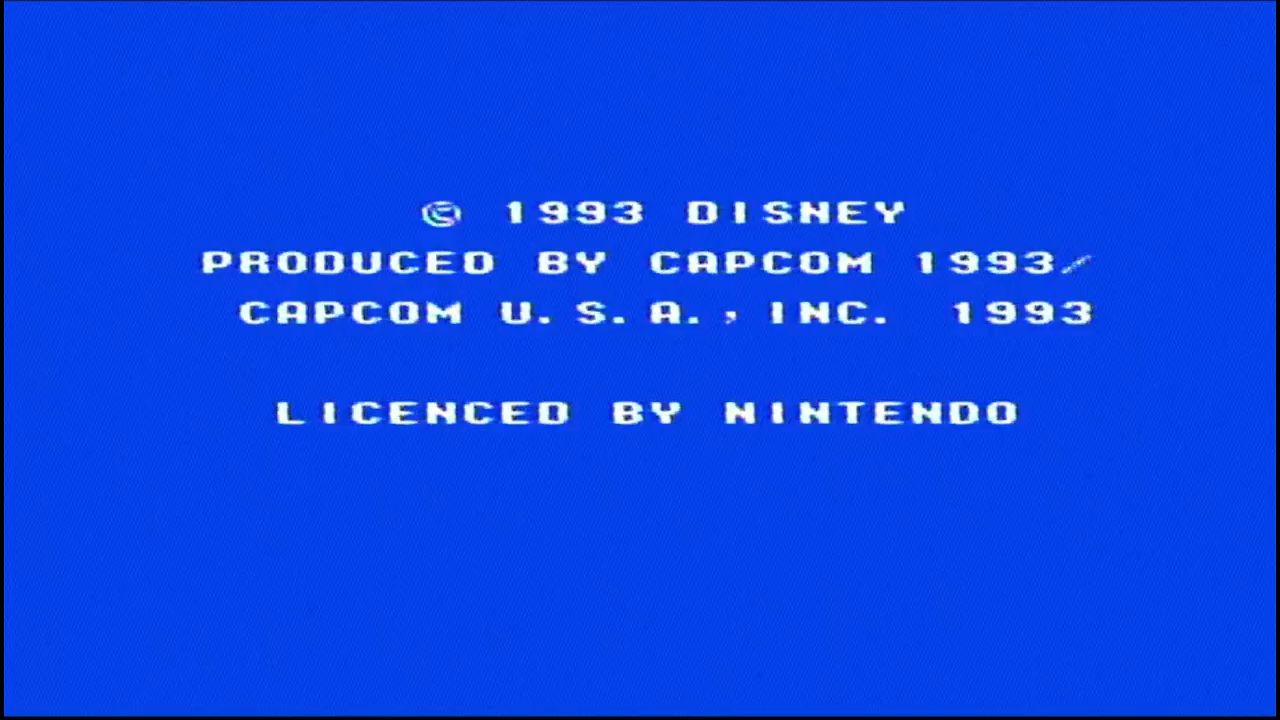 © 1993 DISNEY
PRODUCED BY CAPCOM 1993/
CAPCOM U.S.A., INC. 1993
LICENCED BY NINTENDO